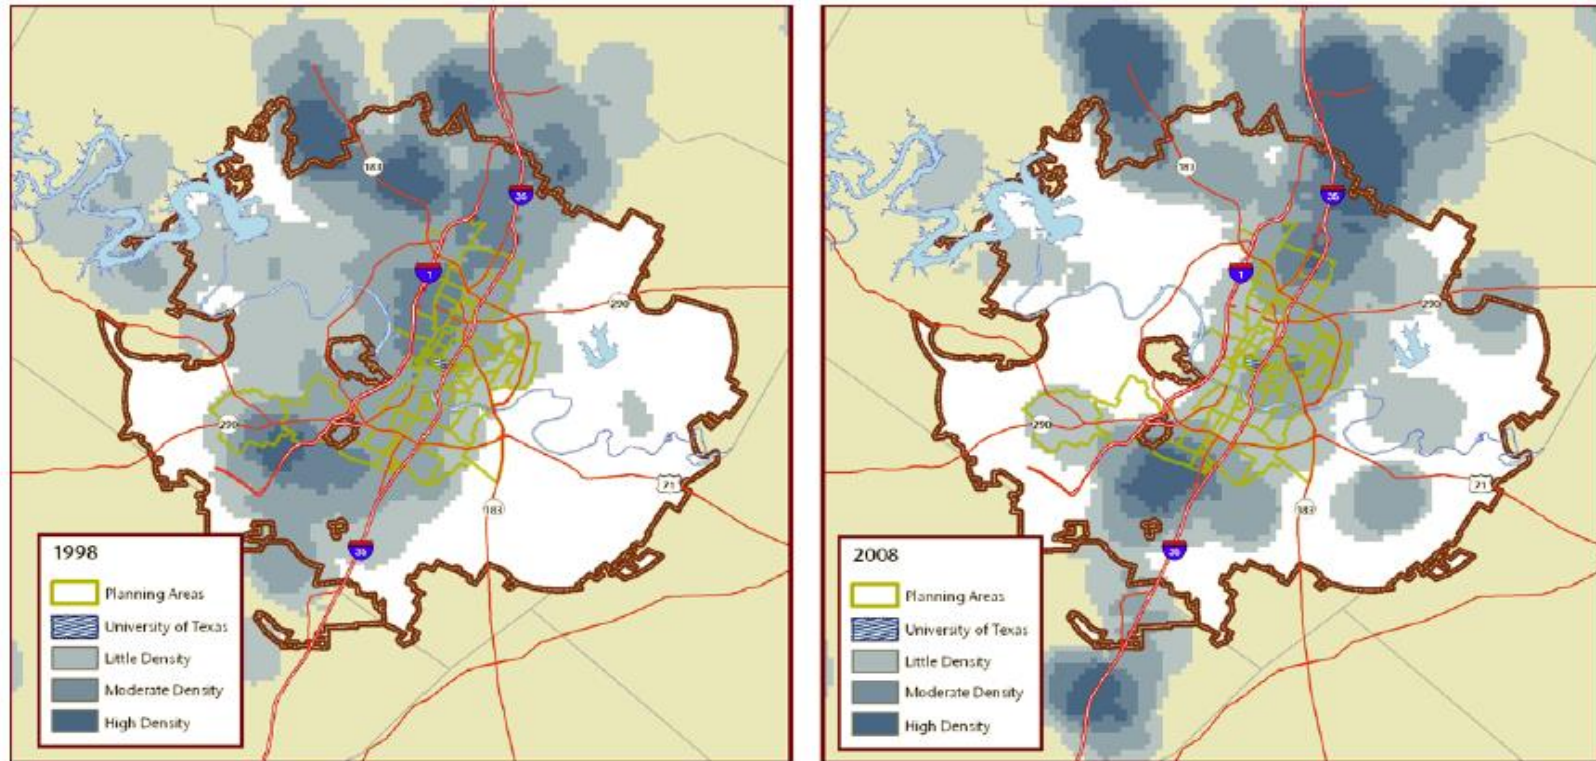 183
35
1
290
290
71
183
35
1998
Planning Areas
University of Texas
Little Density
Moderate Density
High Density
183
35
1
290
290
71
183
35
2008
Planning Areas
University of Texas
Little Density
Moderate Density
High Density